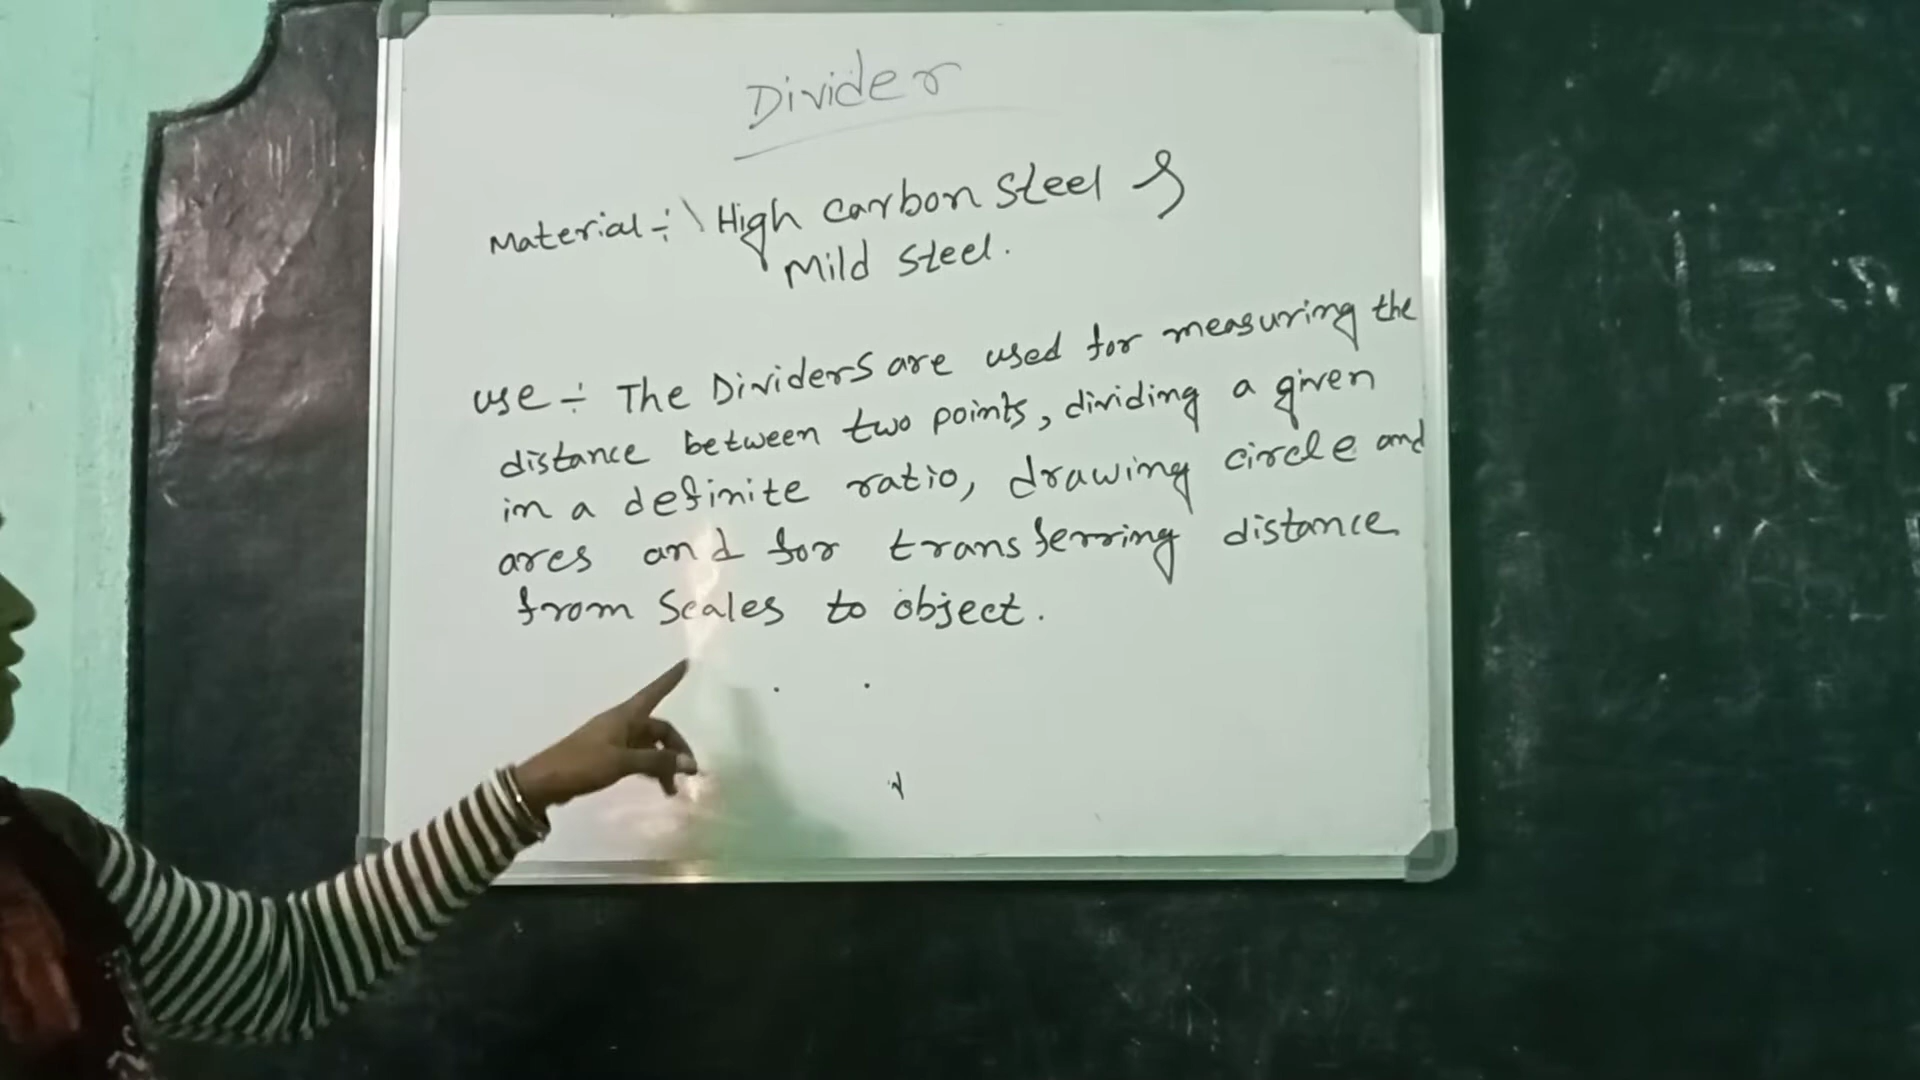 Divider
Material÷ High carbon steel &
Mild steel.
use ÷ The Dividers are used for measuring the
distance between two points, dividing a given
in a definite ratio, drawing circle and
arcs and for transferring distance
from Scales to object.